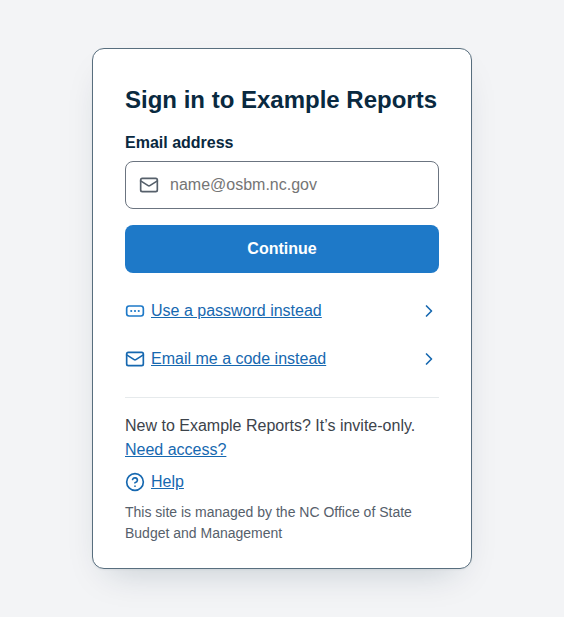 Sign in to Example Reports
Email address
name@osbm.nc.gov
Continue
Use a password instead
Email me a code instead
New to Example Reports? It’s invite-only.
Need access?
Help
This site is managed by the NC Office of State
Budget and Management